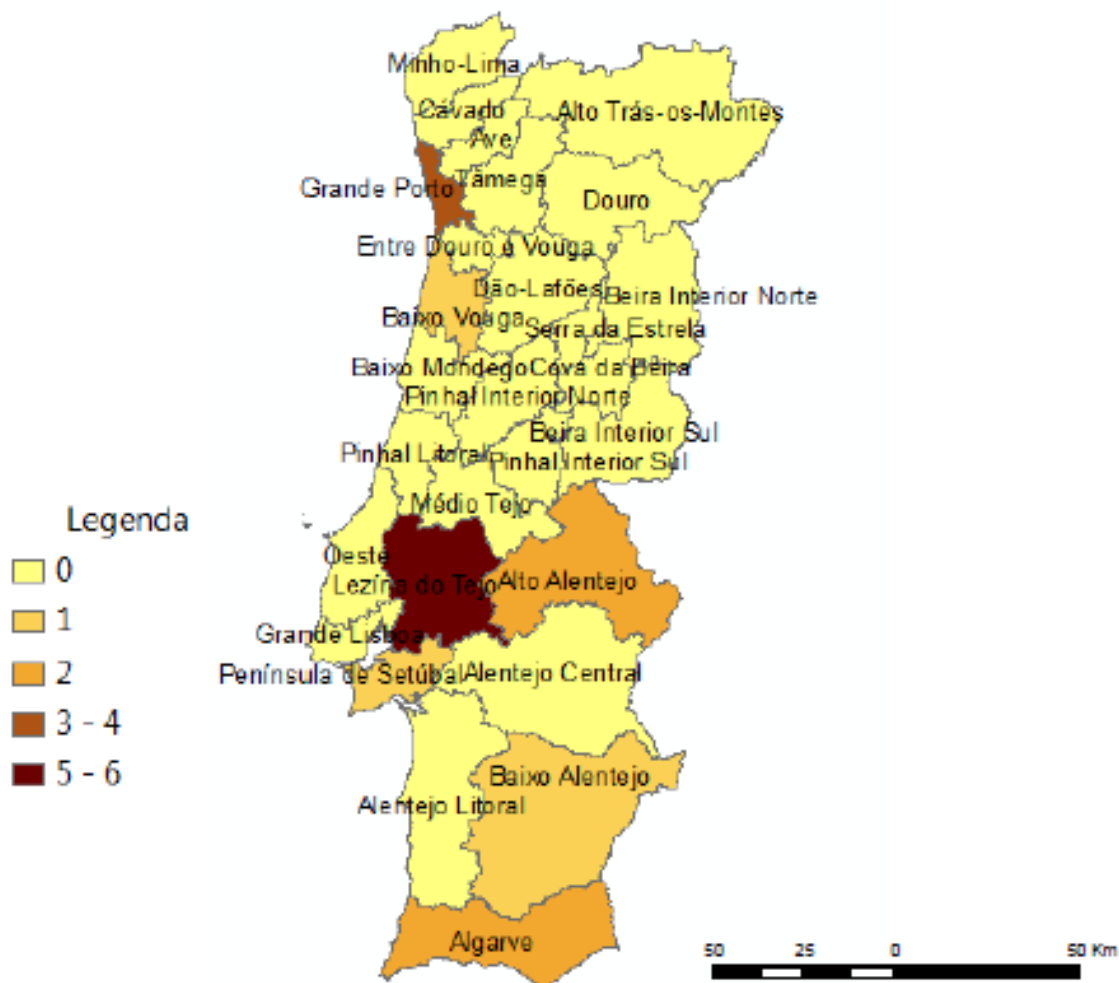 Minho-Lima
Cávado
Alto Trás-os-Montes
Ave
Tâmega
Grande Porto
Douro
Entre Douro e Vouga
Dão-Lafões
Beira Interior Norte
Baixo Vouga
Serra da Estrela
Baixo Mondego
Cova da Beira
Pinhal Interior Norte
Beira Interior Sul
Pinhal Litoral
Pinhal Interior Sul
Médio Tejo
Legenda
0
1
2
3 - 4
5 - 6
Oeste
Lezíria do Tejo
Alto Alentejo
Grande Lisboa
Península de Setúbal
Alentejo Central
Baixo Alentejo
Alentejo Litoral
Algarve
50 25 0 50 Km